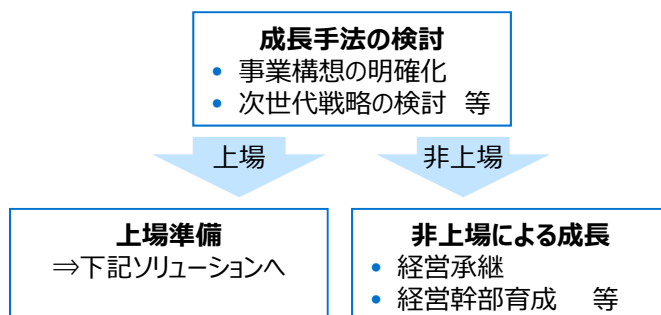 成長手法の検討
• 事業構想の明確化
• 次世代戦略の検討 等
上場
非上場
上場準備
⇒下記ソリューションへ
非上場による成長
• 経営承継
• 経営幹部育成 等